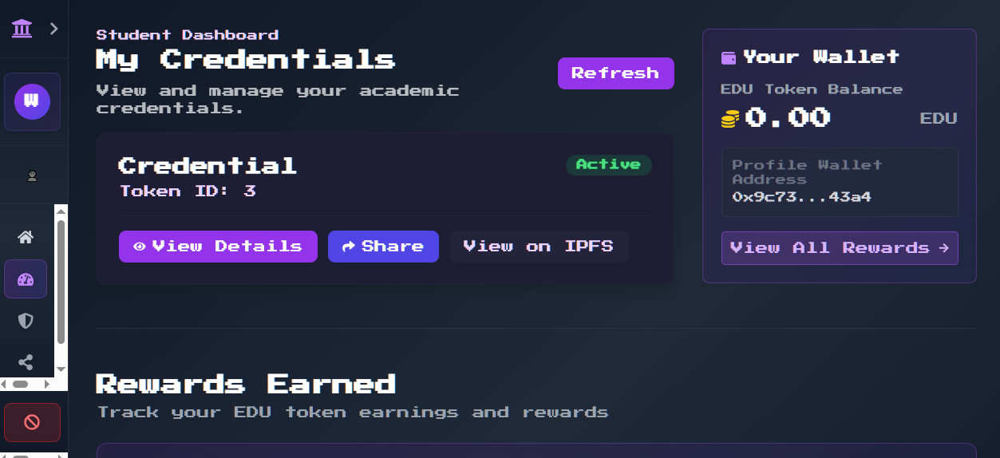 W
Student Dashboard
My Credentials
View and manage your academic
credentials.
Refresh
Credential
Active
Token ID: 3
View Details
Share
View on IPFS
Your Wallet
EDU Token Balance
0.00
EDU
Profile Wallet
Address
0x9c73...43a4
View All Rewards →
Rewards Earned
Track your EDU token earnings and rewards